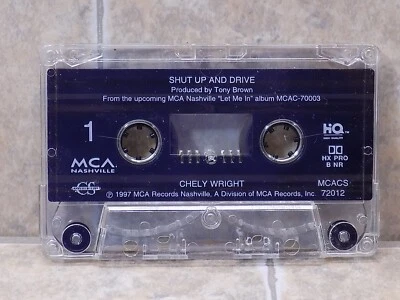 SHUT UP AND DRIVE
Produced by Tony Brown
From the upcoming MCA Nashville "Let Me In" album MCAC-70003
1
HQ
MCA
NASHVILLE
HX PRO
B NR
CS
CHELY WRIGHT
MCACS
℗ 1997 MCA Records Nashville, A Division of MCA Records, Inc.
72012